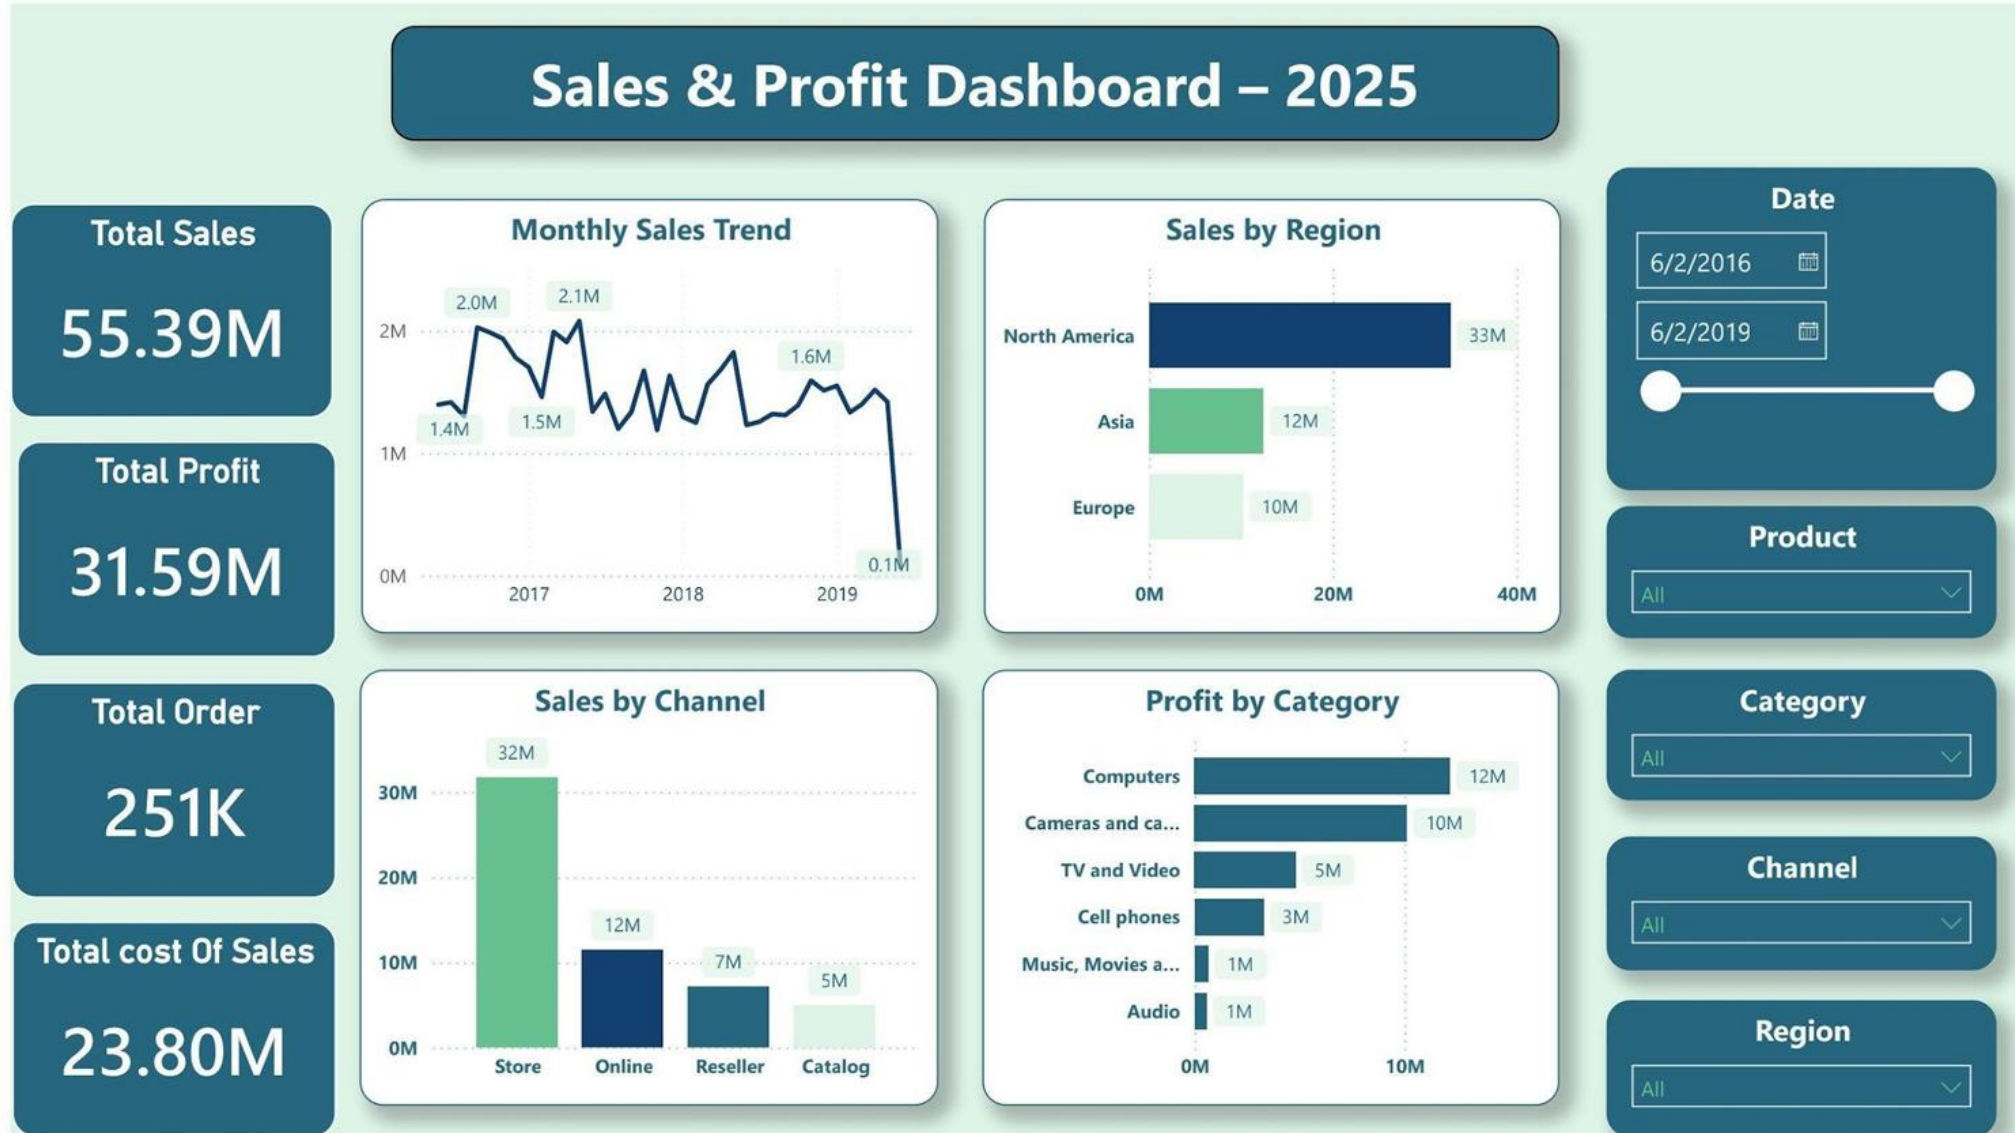 Sales & Profit Dashboard – 2025
Total Sales
55.39M
Total Profit
31.59M
Total Order
251K
Total cost Of Sales
23.80M
Monthly Sales Trend
2.0M
2.1M
2M
1.6M
1.4M
1.5M
1M
0.1M
0M
2017
2018
2019
Sales by Region
North America
33M
Asia
12M
Europe
10M
0M
20M
40M
Sales by Channel
32M
30M
20M
12M
10M
7M
5M
0M
Store
Online
Reseller
Catalog
Profit by Category
Computers
12M
Cameras and ca...
10M
TV and Video
5M
Cell phones
3M
Music, Movies a...
1M
Audio
1M
0M
10M
Date
6/2/2016
6/2/2019
Product
All
Category
All
Channel
All
Region
All